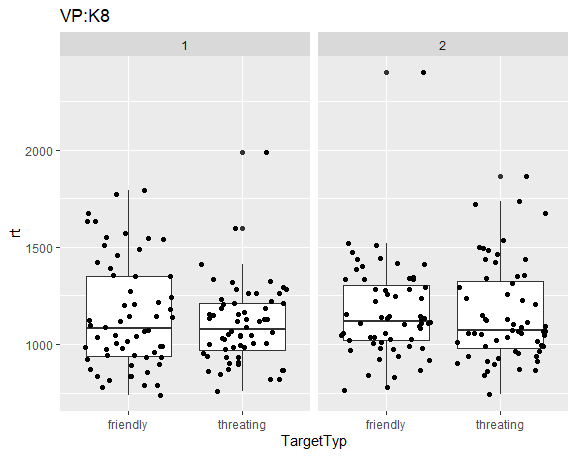 VP:K8
1 2
rt
2000
1500
1000
friendly threating friendly threating
TargetTyp